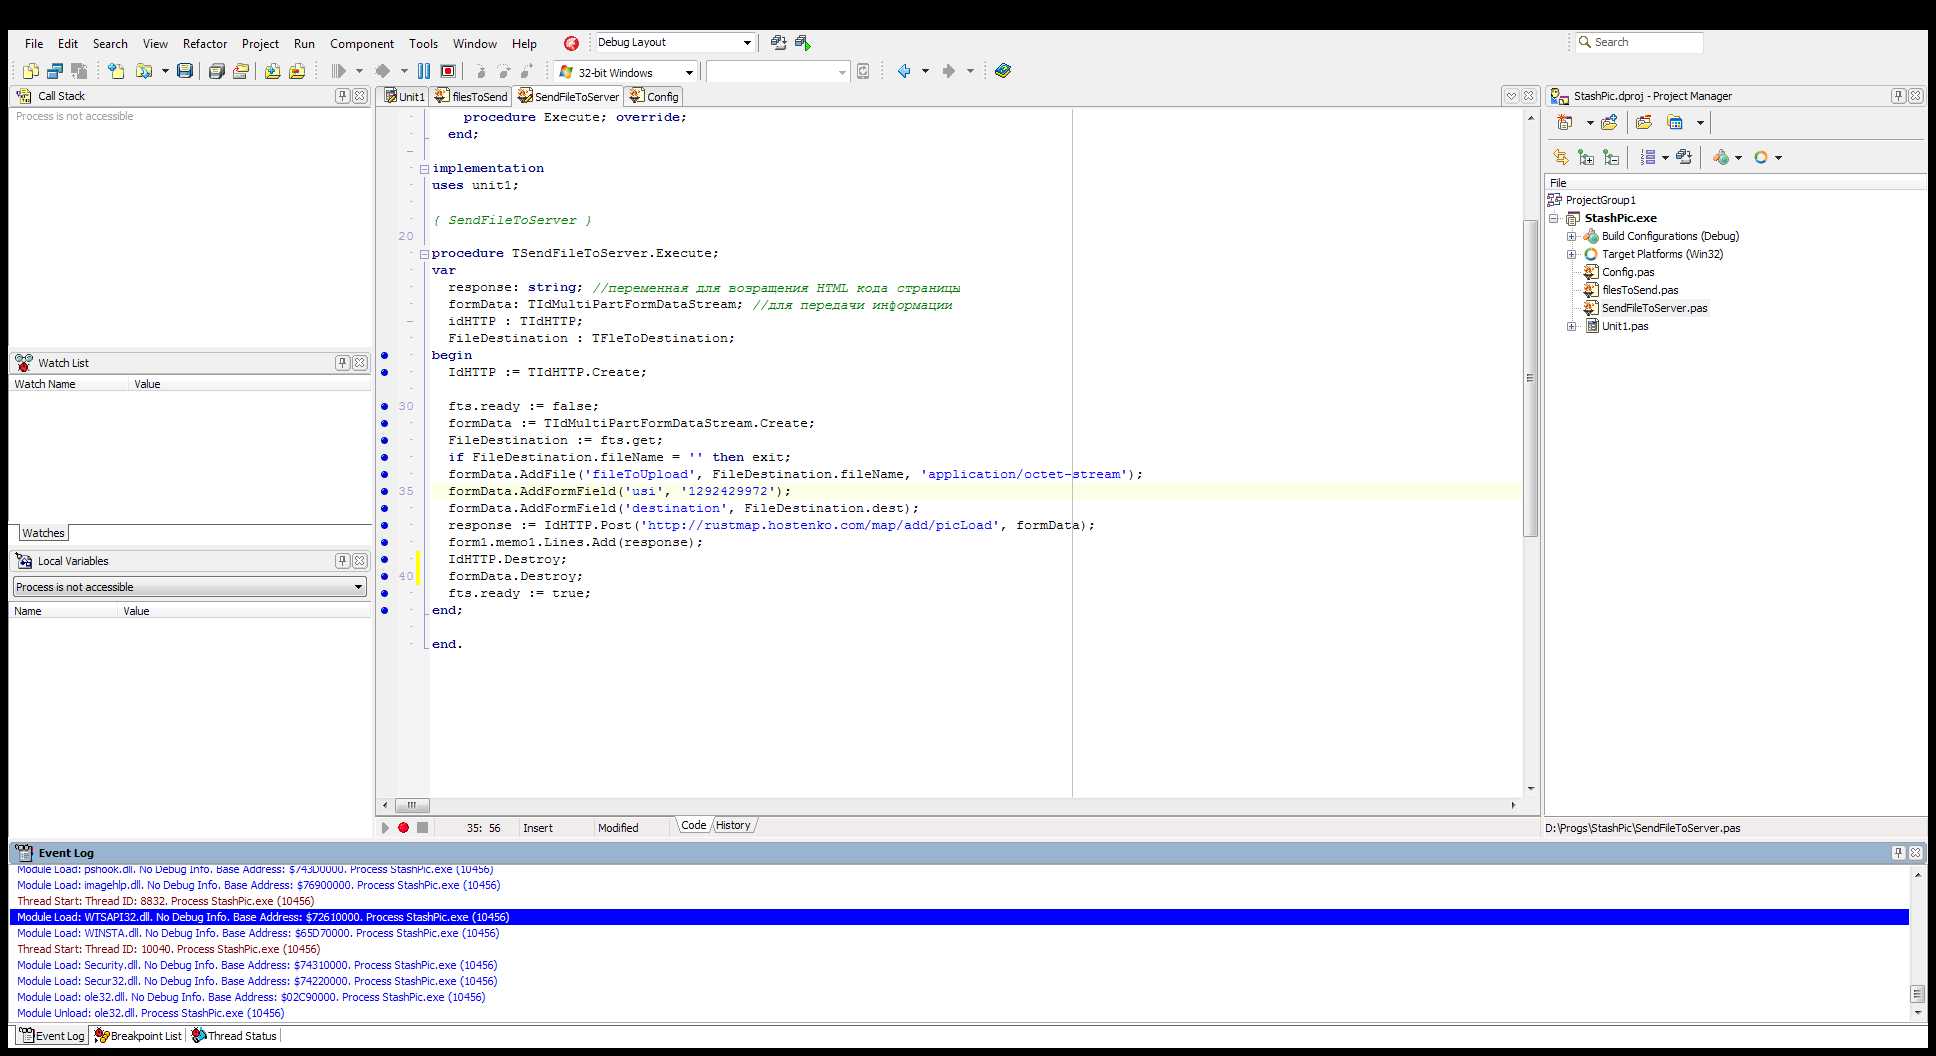 File Edit Search View Refactor Project Run Component Tools Window Help Debug Layout Search
32-bit Windows
Call Stack
Process is not accessible
Watch List
Watch Name Value
Watches
Local Variables
Process is not accessible
Name Value
Unit1 filesToSend SendFileToServer Config
procedure Execute; override;
end;
implementation
uses unit1;
{ SendFileToServer }
20
procedure TSendFileToServer.Execute;
var
response: string; //переменная для возращения HTML кода страницы
formData: TIdMultiPartFormDataStream; //для передачи информации
idHTTP : TIdHTTP;
FileDestination : TFleToDestination;
begin
IdHTTP := TIdHTTP.Create;
30 fts.ready := false;
formData := TIdMultiPartFormDataStream.Create;
FileDestination := fts.get;
if FileDestination.fileName = '' then exit;
formData.AddFile('fileToUpload', FileDestination.fileName, 'application/octet-stream');
35 formData.AddFormField('usi', '1292429972');
formData.AddFormField('destination', FileDestination.dest);
response := IdHTTP.Post('http://rustmap.hostenko.com/map/add/picLoad', formData);
form1.memo1.Lines.Add(response);
IdHTTP.Destroy;
40 formData.Destroy;
fts.ready := true;
end;
end.
35: 56 Insert Modified Code History
StashPic.dproj - Project Manager
File
ProjectGroup1
StashPic.exe
Build Configurations (Debug)
Target Platforms (Win32)
Config.pas
filesToSend.pas
SendFileToServer.pas
Unit1.pas
D:\Progs\StashPic\SendFileToServer.pas
Event Log
Module Load: pshook.dll. No Debug Info. Base Address: $743D0000. Process StashPic.exe (10456)
Module Load: imagehlp.dll. No Debug Info. Base Address: $76900000. Process StashPic.exe (10456)
Thread Start: Thread ID: 8832. Process StashPic.exe (10456)
Module Load: WTSAPI32.dll. No Debug Info. Base Address: $72610000. Process StashPic.exe (10456)
Module Load: WINSTA.dll. No Debug Info. Base Address: $65D70000. Process StashPic.exe (10456)
Thread Start: Thread ID: 10040. Process StashPic.exe (10456)
Module Load: Security.dll. No Debug Info. Base Address: $74310000. Process StashPic.exe (10456)
Module Load: Secur32.dll. No Debug Info. Base Address: $74220000. Process StashPic.exe (10456)
Module Load: ole32.dll. No Debug Info. Base Address: $02C90000. Process StashPic.exe (10456)
Module Unload: ole32.dll. Process StashPic.exe (10456)
Event Log Breakpoint List Thread Status